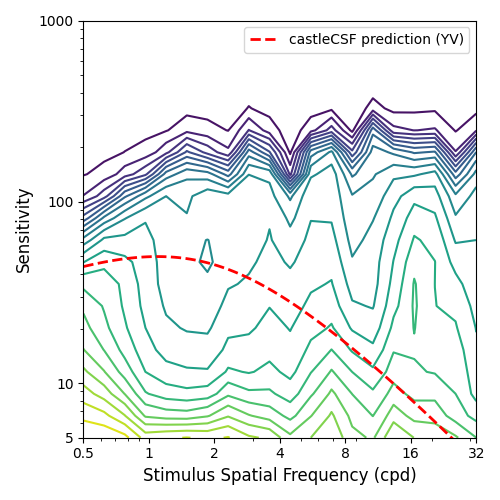 1000
castleCSF prediction (YV)
100
Sensitivity
10
5
0.5 1 2 4 8 16 32
Stimulus Spatial Frequency (cpd)